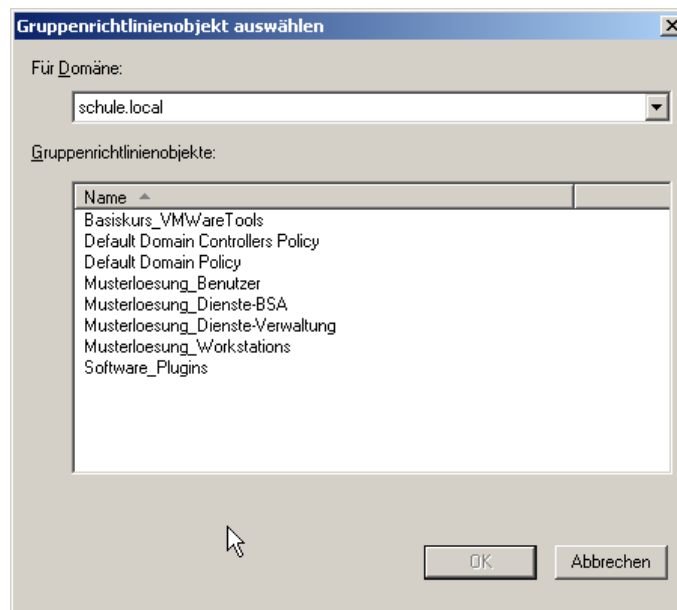 Gruppenrichtlinienobjekt auswählen
Für Domäne:
schule.local
Gruppenrichtlinienobjekte:
Name
Basiskurs_VMWareTools
Default Domain Controllers Policy
Default Domain Policy
Musterloesung_Benutzer
Musterloesung_Dienste-BSA
Musterloesung_Dienste-Verwaltung
Musterloesung_Workstations
Software_Plugins
OK Abbrechen